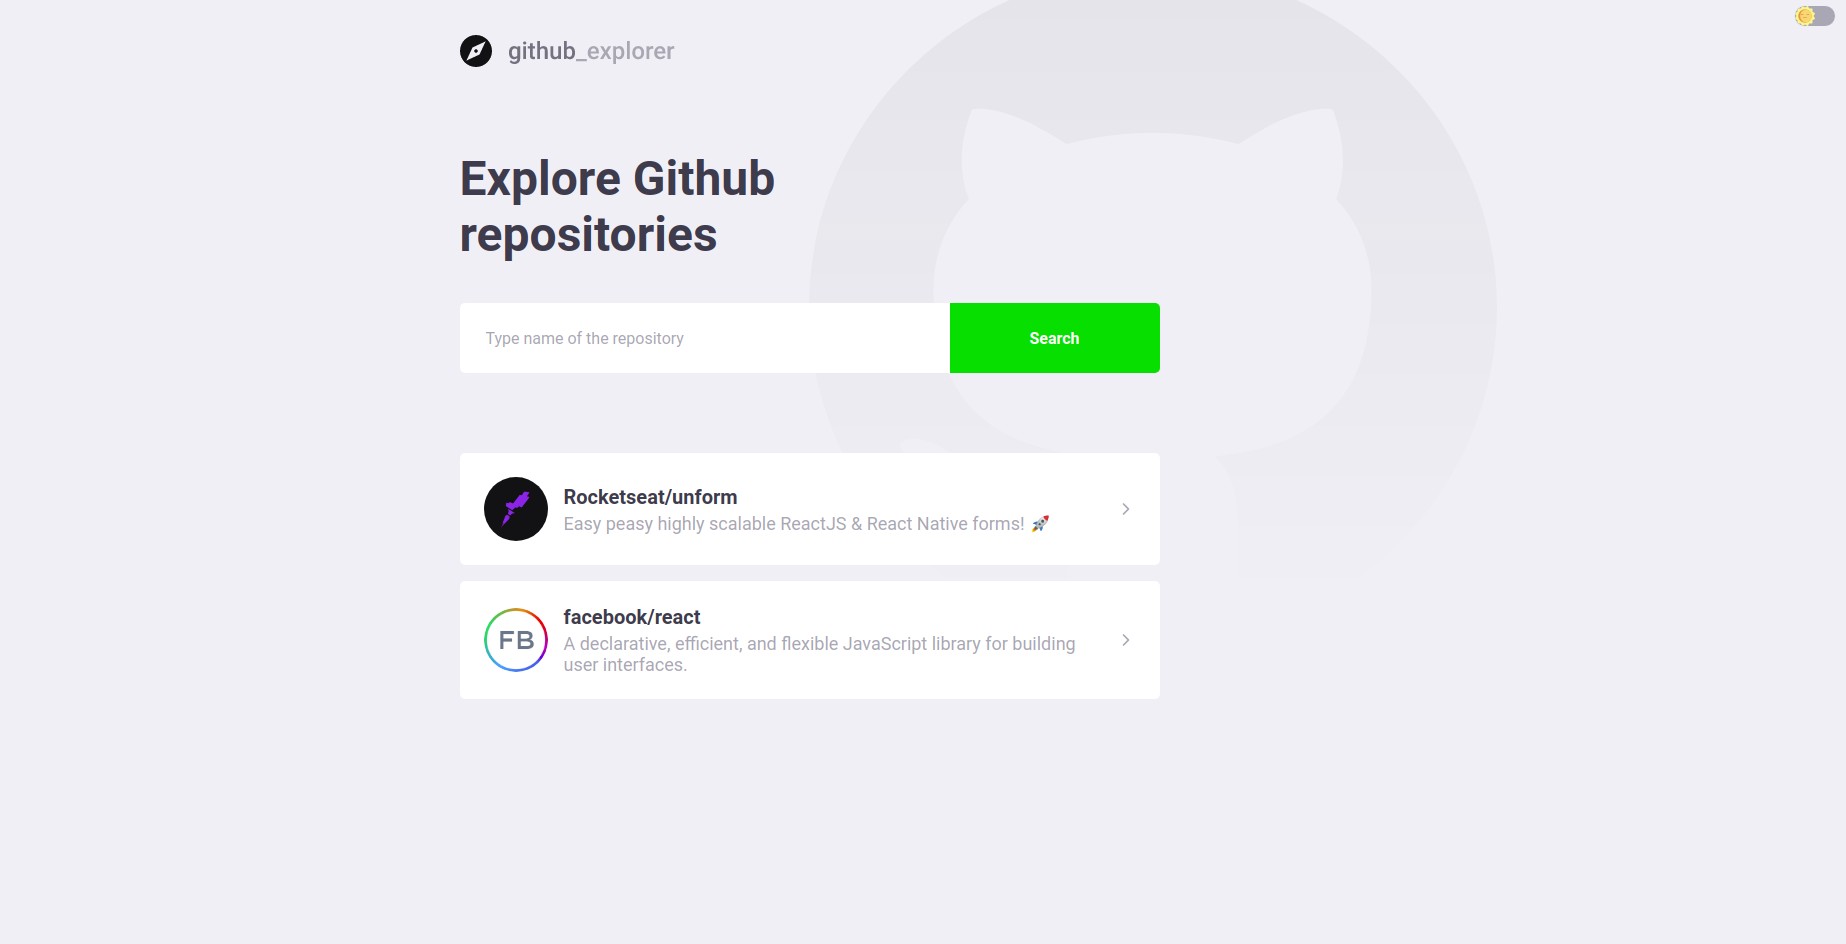 github_explorer
Explore Github
repositories
Type name of the repository
Search
Rocketseat/unform
Easy peasy highly scalable ReactJS & React Native forms! 🚀
FB
facebook/react
A declarative, efficient, and flexible JavaScript library for building
user interfaces.